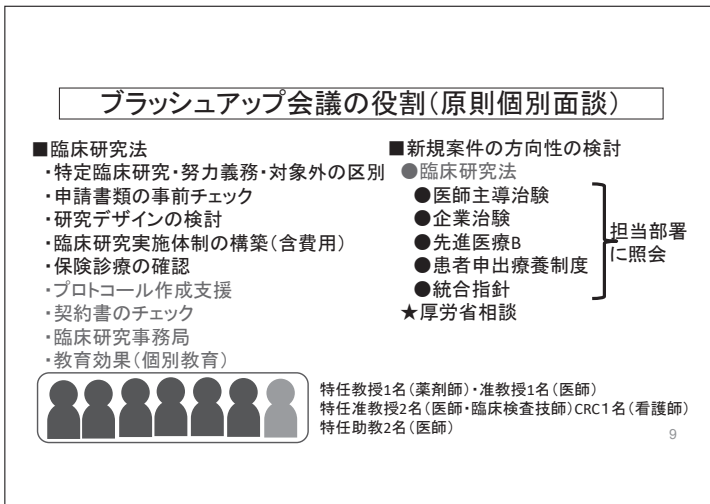 ブラッシュアップ会議の役割(原則個別面談)
■臨床研究法
・特定臨床研究・努力義務・対象外の区別
・申請書類の事前チェック
・研究デザインの検討
・臨床研究実施体制の構築(含費用)
・保険診療の確認
・プロトコール作成支援
・契約書のチェック
・臨床研究事務局
・教育効果(個別教育)
■新規案件の方向性の検討
●臨床研究法
●医師主導治験
●企業治験
●先進医療B
●患者申出療養制度
●統合指針
★厚労省相談
担当部署
に照会
特任教授1名(薬剤師)・准教授1名(医師)
特任准教授2名(医師・臨床検査技師)CRC1名(看護師)
特任助教2名(医師)
9